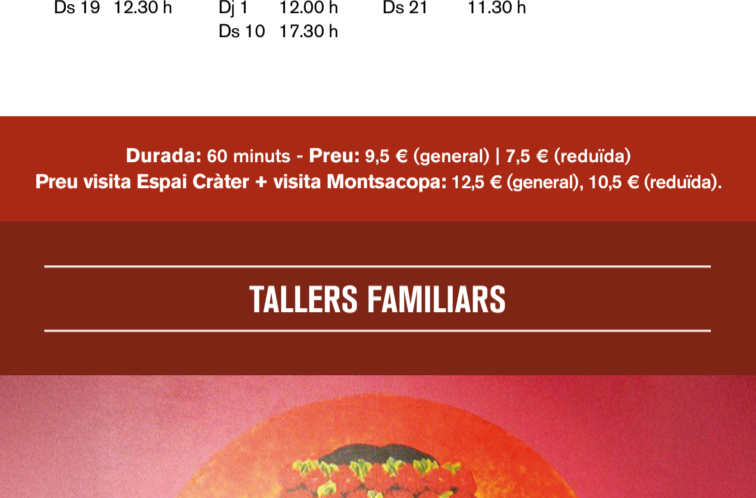 Ds 19 12.30 h Dj 1 12.00 h Ds 21 11.30 h
Ds 10 17.30 h
Durada: 60 minuts - Preu: 9,5 € (general) | 7,5 € (reduïda)
Preu visita Espai Cràter + visita Montsacopa: 12,5 € (general), 10,5 € (reduïda).
TALLERS FAMILIARS